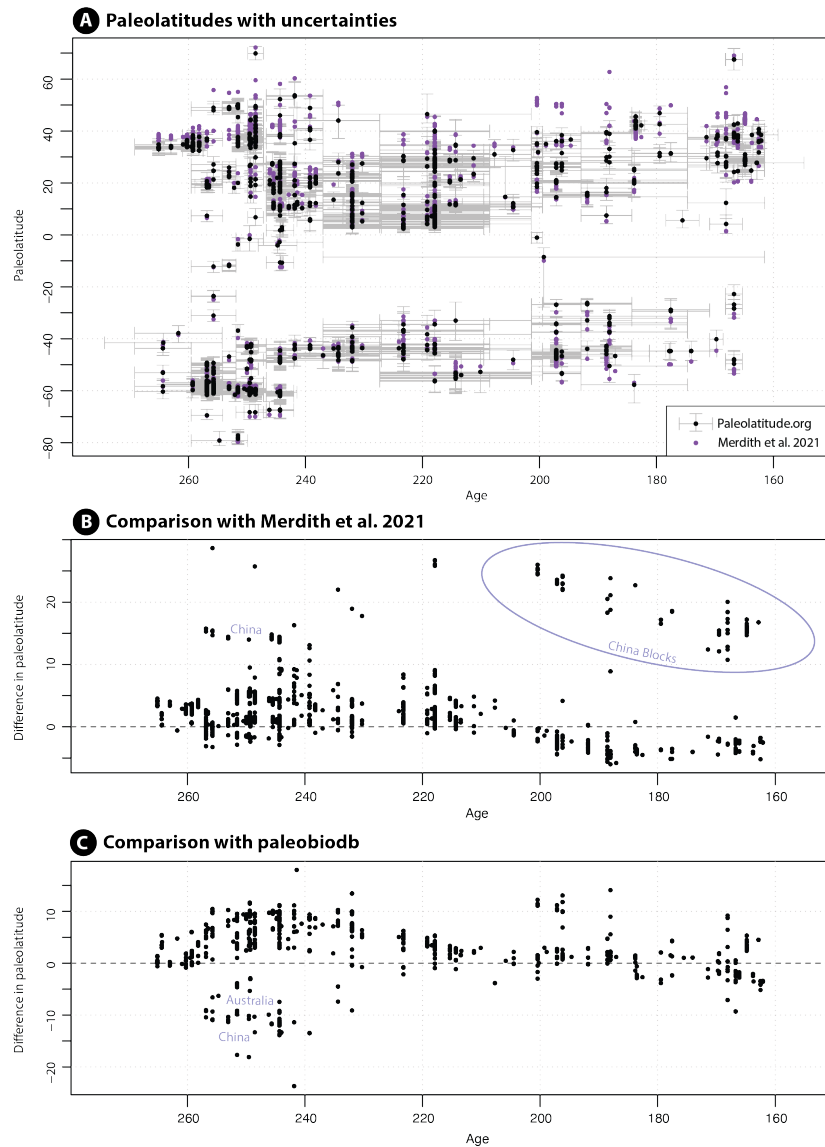 A Paleolatitudes with uncertainties
60
40
20
0
−20
−40
−60
−80
Paleolatitude
Paleolatitude.org
Merdith et al. 2021
260 240 220 200 180 160
Age
B Comparison with Merdith et al. 2021
20
10
0
Difference in paleolatitude
China
China Blocks
260 240 220 200 180 160
Age
C Comparison with paleobiodb
10
0
−10
−20
Difference in paleolatitude
Australia
China
260 240 220 200 180 160
Age